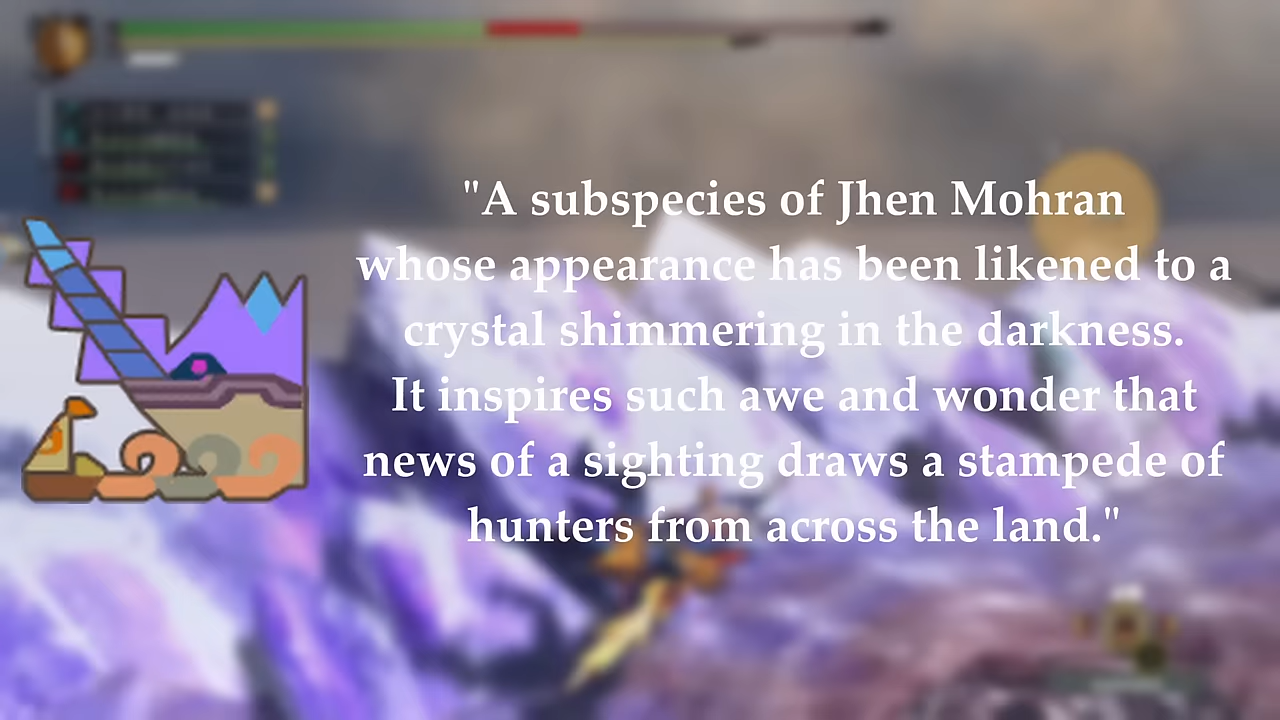 "A subspecies of Jhen Mohran
whose appearance has been likened to a
crystal shimmering in the darkness.
It inspires such awe and wonder that
news of a sighting draws a stampede of
hunters from across the land."